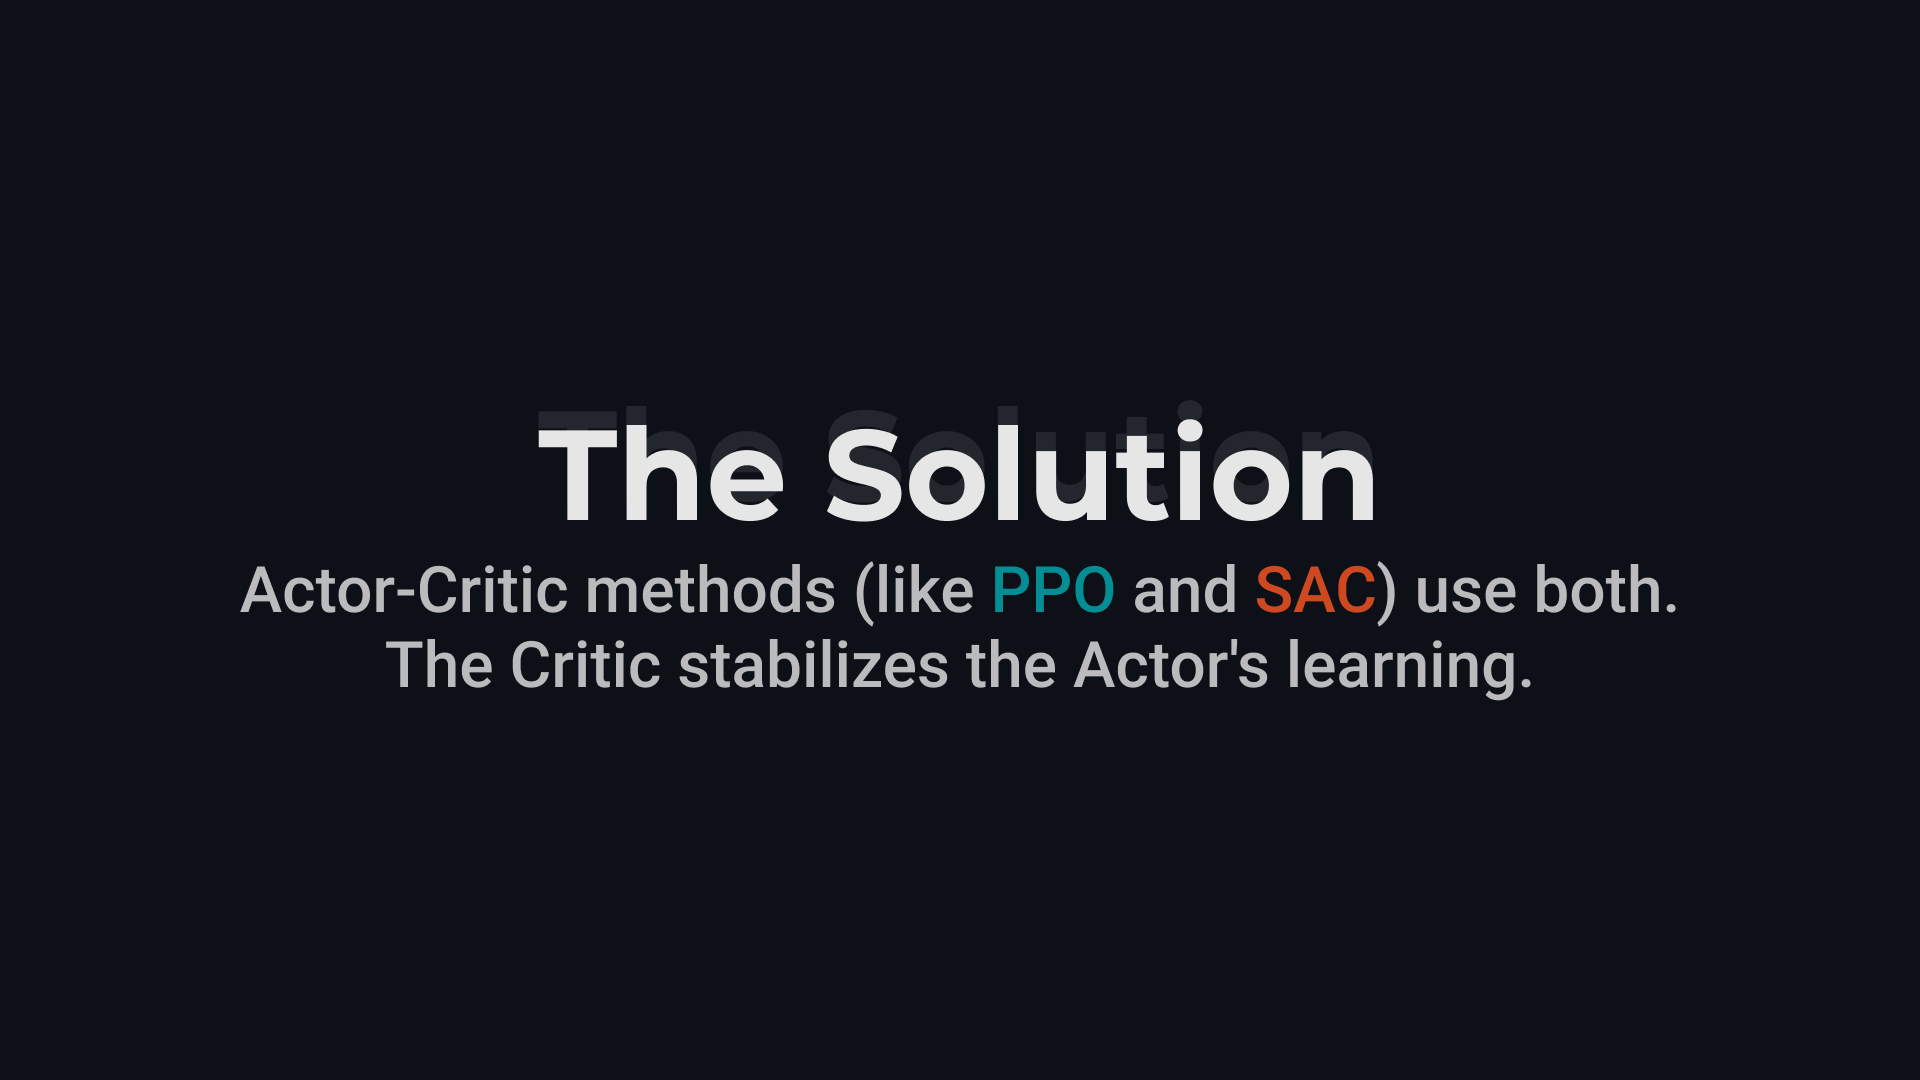 The Solution
Actor-Critic methods (like PPO and SAC) use both.
The Critic stabilizes the Actor's learning.